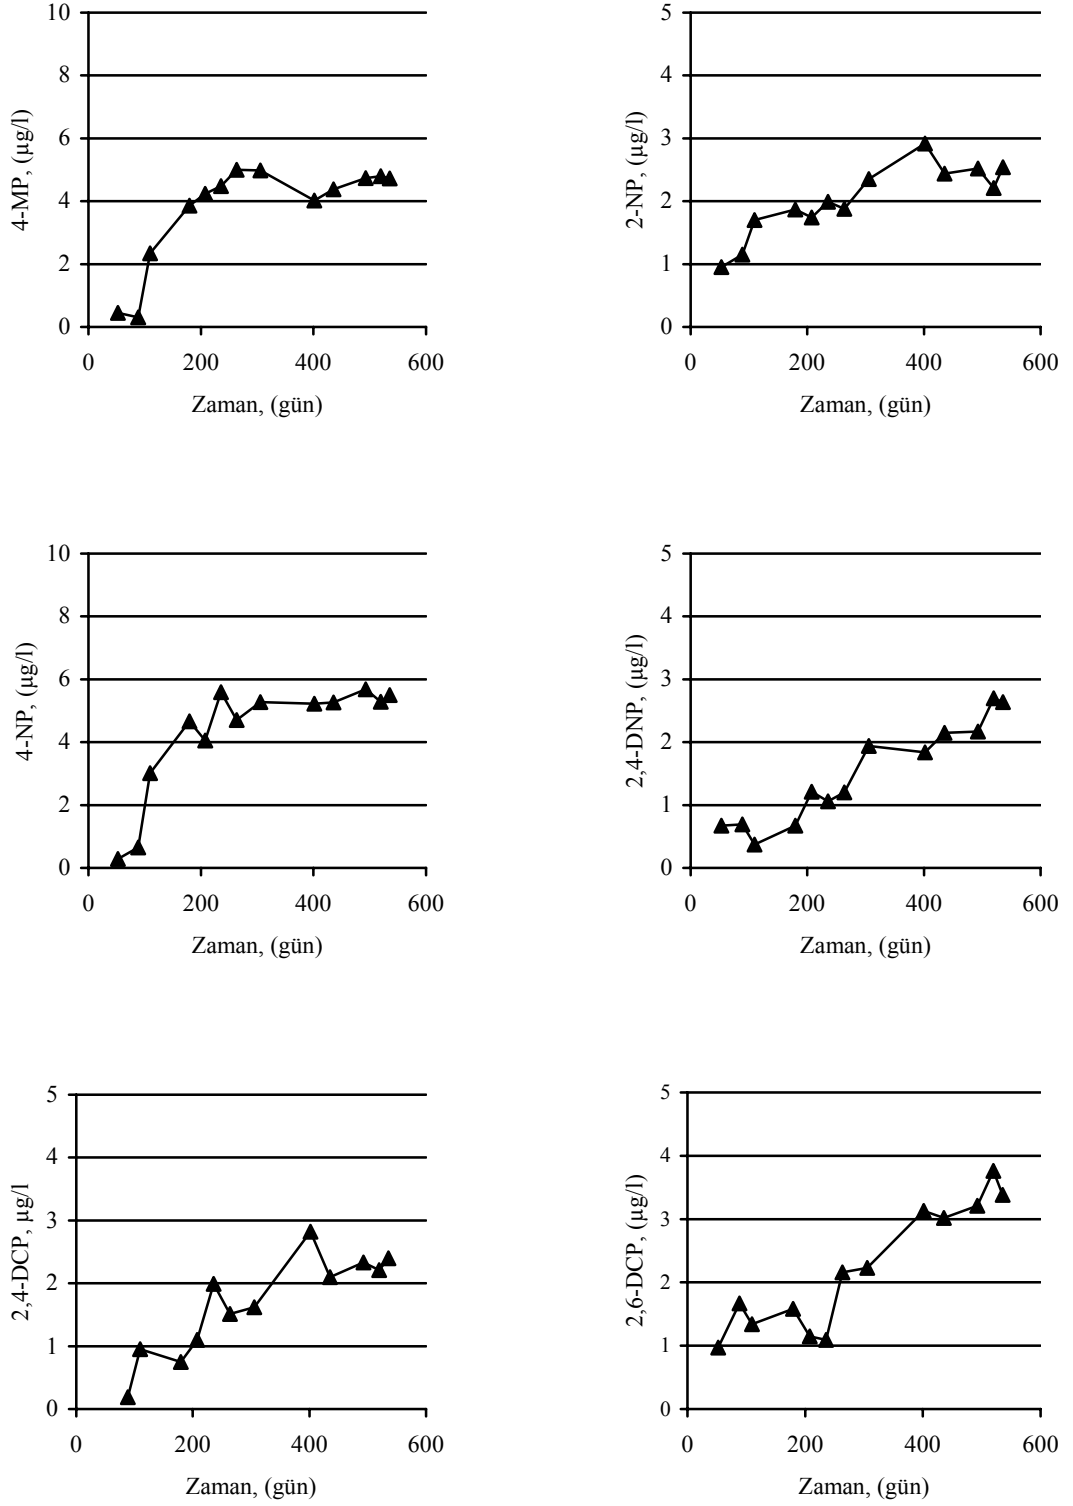 10
8
6
4
2
0
4-MP, (µg/l)
0 200 400 600
Zaman, (gün)
5
4
3
2
1
0
2-NP, (µg/l)
0 200 400 600
Zaman, (gün)
10
8
6
4
2
0
4-NP, (µg/l)
0 200 400 600
Zaman, (gün)
5
4
3
2
1
0
2,4-DNP, (µg/l)
0 200 400 600
Zaman, (gün)
5
4
3
2
1
0
2,4-DCP, µg/l
0 200 400 600
Zaman, (gün)
5
4
3
2
1
0
2,6-DCP, (µg/l)
0 200 400 600
Zaman, (gün)